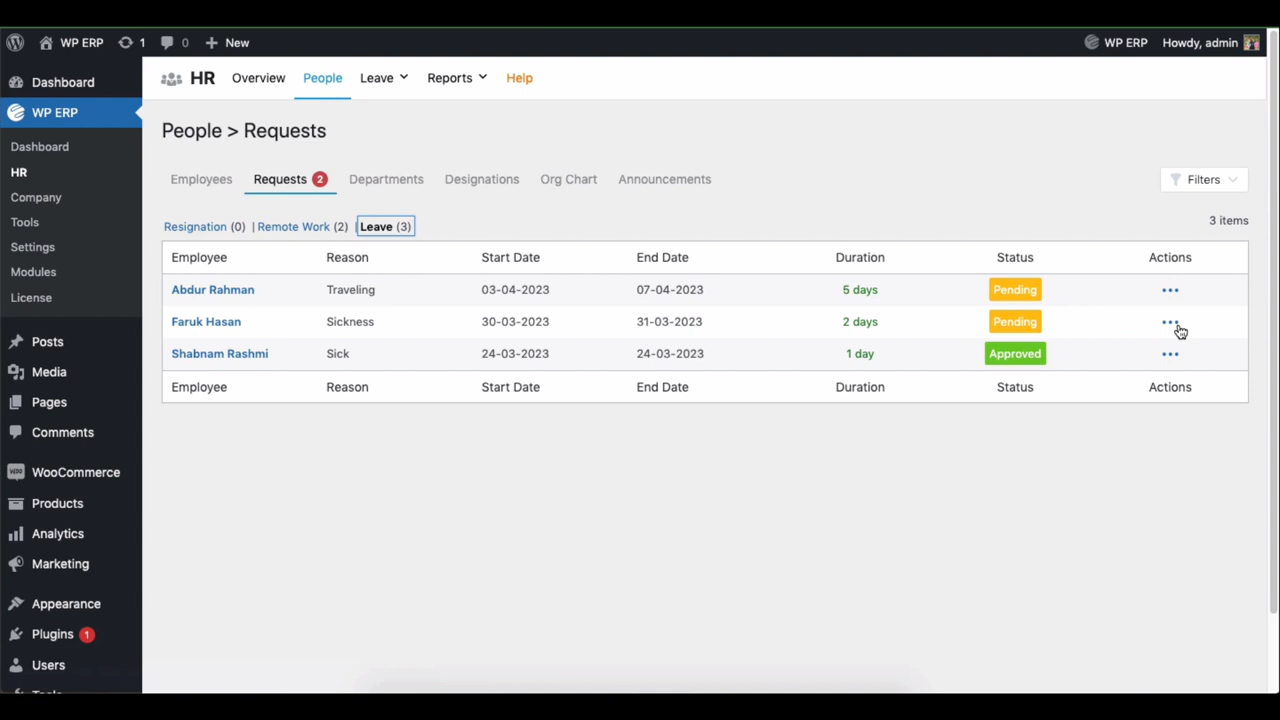 WP ERP 1 0 New WP ERP Howdy, admin
Dashboard
WP ERP
Dashboard
HR
Company
Tools
Settings
Modules
License
Posts
Media
Pages
Comments
WooCommerce
Products
Analytics
Marketing
Appearance
Plugins 1
Users
Tools
HR Overview People Leave Reports Help
People > Requests
Employees Requests 2 Departments Designations Org Chart Announcements Filters
Resignation (0) | Remote Work (2) | Leave (3) 3 items
Employee Reason Start Date End Date Duration Status Actions
Abdur Rahman Traveling 03-04-2023 07-04-2023 5 days Pending
Faruk Hasan Sickness 30-03-2023 31-03-2023 2 days Pending
Shabnam Rashmi Sick 24-03-2023 24-03-2023 1 day Approved
Employee Reason Start Date End Date Duration Status Actions